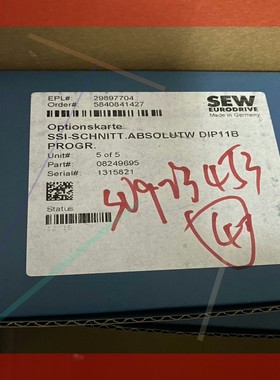 EPL#: 29897704
Order#: 5840841427
SEW
EURODRIVE
Made in Germany
Optionskarte
SSI-SCHNITT.ABSOLUTW DIP11B
PROGR.
Unit#: 5 of 5
Part#: 08249695
Serial#: 1315821
Status